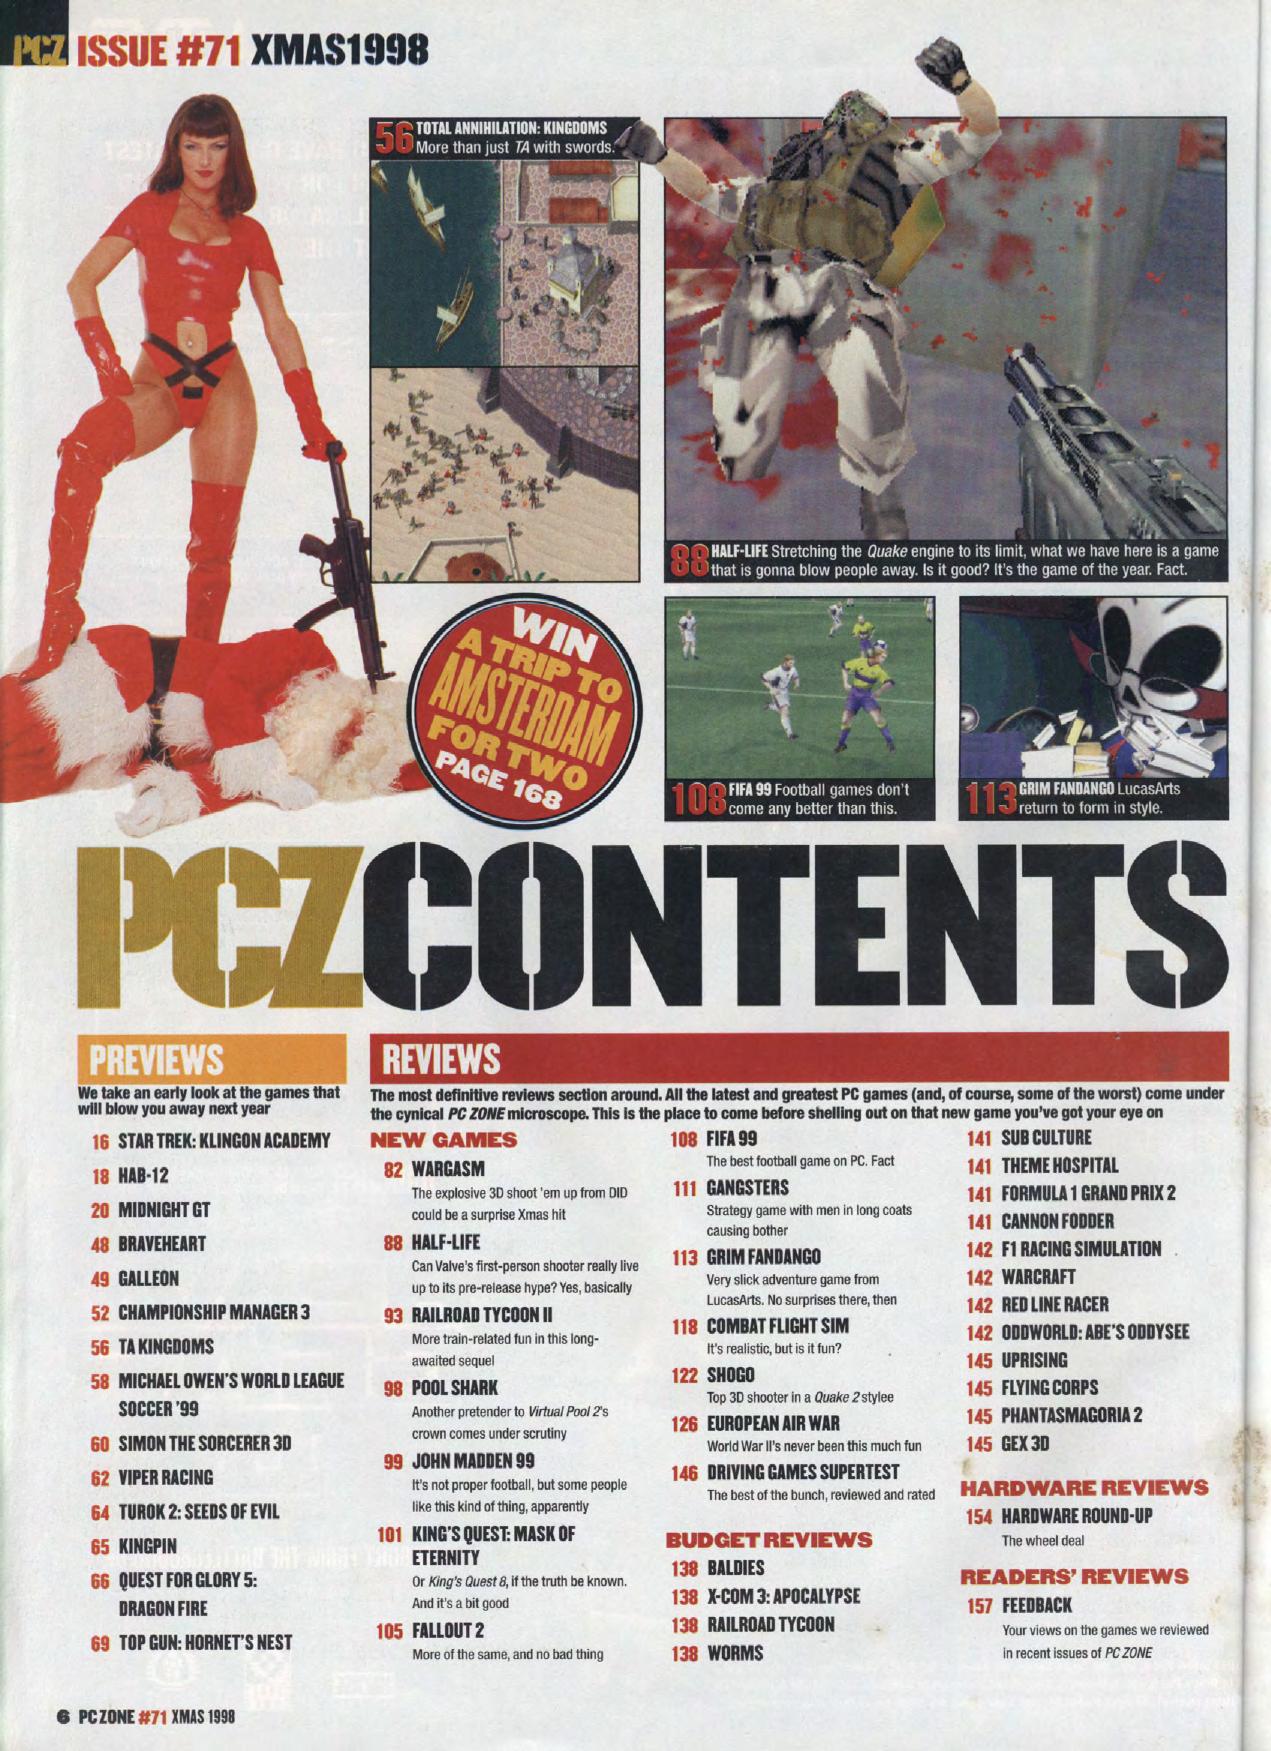 PCZ ISSUE #71 XMAS1998
56 TOTAL ANNIHILATION: KINGDOMS
More than just TA with swords.
88 HALF-LIFE Stretching the Quake engine to its limit, what we have here is a game
that is gonna blow people away. Is it good? It's the game of the year. Fact.
WIN
A TRIP TO
AMSTERDAM
FOR TWO
PAGE 168
108 FIFA 99 Football games don't
come any better than this.
113 GRIM FANDANGO LucasArts
return to form in style.
PCZCONTENTS
PREVIEWS
We take an early look at the games that
will blow you away next year
16 STAR TREK: KLINGON ACADEMY
18 HAB-12
20 MIDNIGHT GT
48 BRAVEHEART
49 GALLEON
52 CHAMPIONSHIP MANAGER 3
56 TA KINGDOMS
58 MICHAEL OWEN'S WORLD LEAGUE
SOCCER '99
60 SIMON THE SORCERER 3D
62 VIPER RACING
64 TUROK 2: SEEDS OF EVIL
65 KINGPIN
66 QUEST FOR GLORY 5:
DRAGON FIRE
69 TOP GUN: HORNET'S NEST
REVIEWS
The most definitive reviews section around. All the latest and greatest PC games (and, of course, some of the worst) come under
the cynical PC ZONE microscope. This is the place to come before shelling out on that new game you've got your eye on
NEW GAMES
82 WARGASM
The explosive 3D shoot 'em up from DID
could be a surprise Xmas hit
88 HALF-LIFE
Can Valve's first-person shooter really live
up to its pre-release hype? Yes, basically
93 RAILROAD TYCOON II
More train-related fun in this long-
awaited sequel
98 POOL SHARK
Another pretender to Virtual Pool 2's
crown comes under scrutiny
99 JOHN MADDEN 99
It's not proper football, but some people
like this kind of thing, apparently
101 KING'S QUEST: MASK OF
ETERNITY
Or King's Quest 8, if the truth be known.
And it's a bit good
105 FALLOUT 2
More of the same, and no bad thing
108 FIFA 99
The best football game on PC. Fact
111 GANGSTERS
Strategy game with men in long coats
causing bother
113 GRIM FANDANGO
Very slick adventure game from
LucasArts. No surprises there, then
118 COMBAT FLIGHT SIM
It's realistic, but is it fun?
122 SHOGO
Top 3D shooter in a Quake 2 stylee
126 EUROPEAN AIR WAR
World War II's never been this much fun
146 DRIVING GAMES SUPERTEST
The best of the bunch, reviewed and rated
BUDGET REVIEWS
138 BALDIES
138 X-COM 3: APOCALYPSE
138 RAILROAD TYCOON
138 WORMS
141 SUB CULTURE
141 THEME HOSPITAL
141 FORMULA 1 GRAND PRIX 2
141 CANNON FODDER
142 F1 RACING SIMULATION
142 WARCRAFT
142 RED LINE RACER
142 ODDWORLD: ABE'S ODDYSEE
145 UPRISING
145 FLYING CORPS
145 PHANTASMAGORIA 2
145 GEX 3D
HARDWARE REVIEWS
154 HARDWARE ROUND-UP
The wheel deal
READERS' REVIEWS
157 FEEDBACK
Your views on the games we reviewed
in recent issues of PC ZONE
6 PC ZONE #71 XMAS 1998